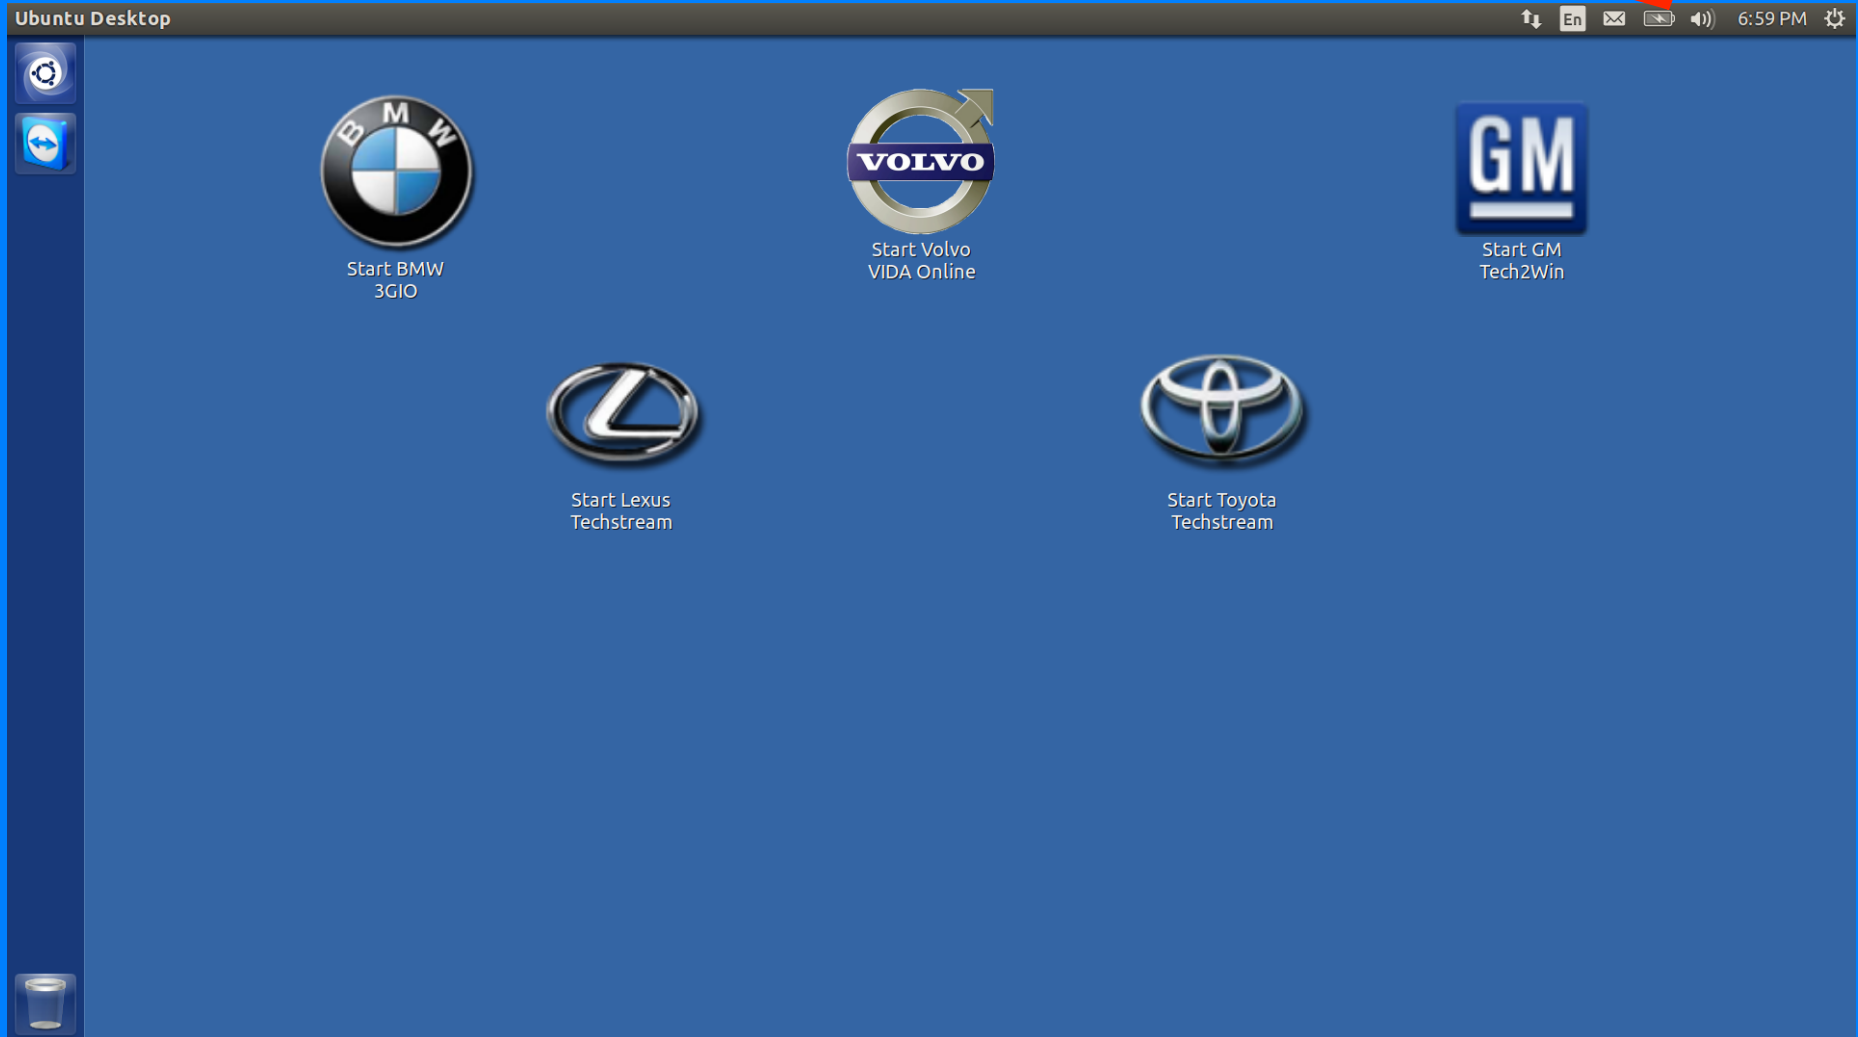 Ubuntu Desktop
En
6:59 PM
BMW
VOLVO
GM
Start BMW
3GIO
Start Volvo
VIDA Online
Start GM
Tech2Win
Start Lexus
Techstream
Start Toyota
Techstream